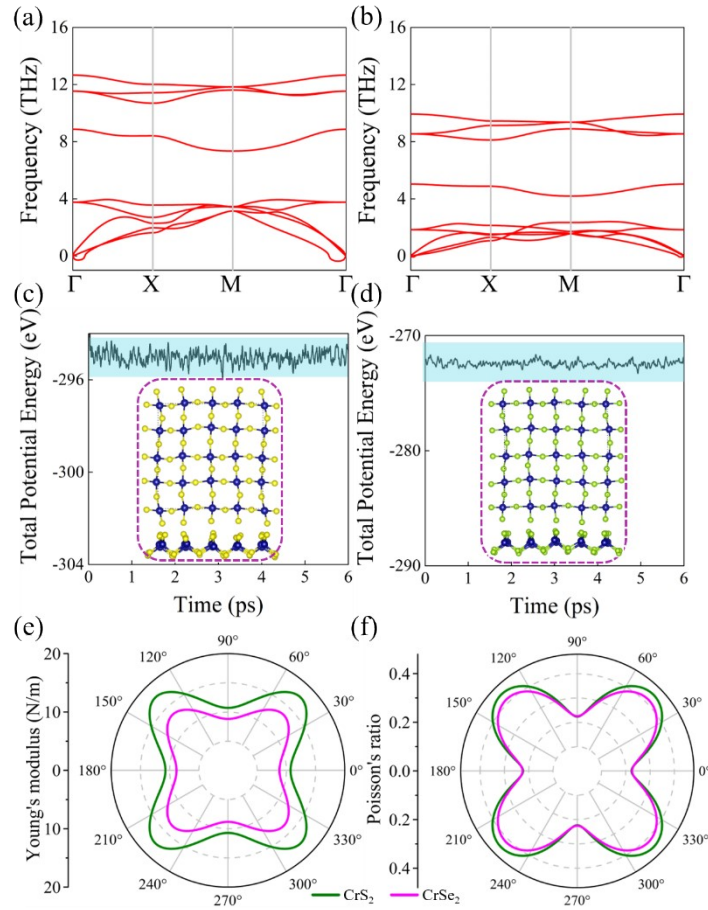 (a)
(b)
Frequency (THz)
16
12
8
4
0
Γ
X
M
Γ
Frequency (THz)
16
12
8
4
0
Γ
X
M
Γ
(c)
(d)
Total Potential Energy (eV)
-296
-300
-304
0
1
2
3
4
5
6
Time (ps)
Total Potential Energy (eV)
-270
-280
-290
0
1
2
3
4
5
6
Time (ps)
(e)
(f)
Young's modulus (N/m)
20
10
0
10
20
90°
60°
30°
0°
330°
300°
270°
240°
210°
180°
150°
120°
Poisson's ratio
0.4
0.2
0.0
0.2
0.4
90°
60°
30°
0°
330°
300°
270°
240°
210°
180°
150°
120°
CrS₂
CrSe₂